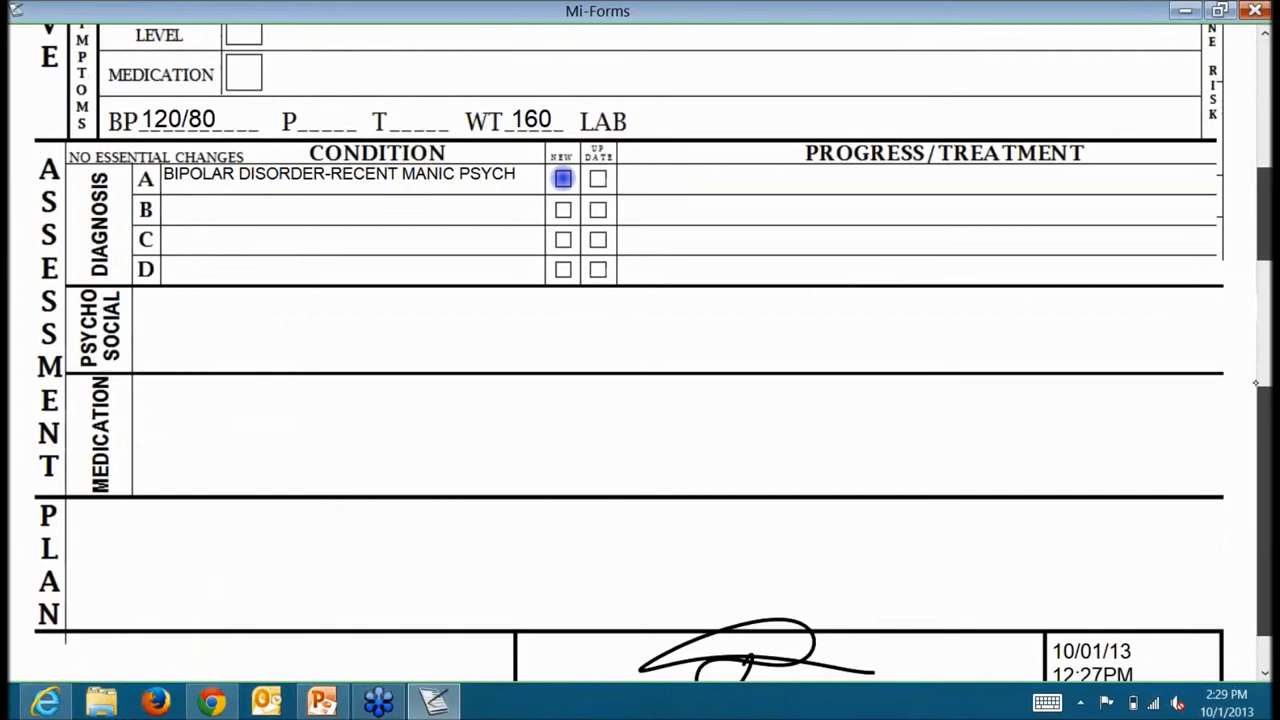 Mi-Forms
V
E
M
P
T
O
M
S
LEVEL
MEDICATION
NE
RISK
BP 120/80 P_____ T_____ WT 160 LAB
ASSESSMENT
NO ESSENTIAL CHANGES CONDITION NEW UP DATE PROGRESS/TREATMENT
DIAGNOSIS
A BIPOLAR DISORDER-RECENT MANIC PSYCH
B
C
D
PSYCHO
SOCIAL
MEDICATION
PLAN
10/01/13
12:27PM
2:29 PM
10/1/2013